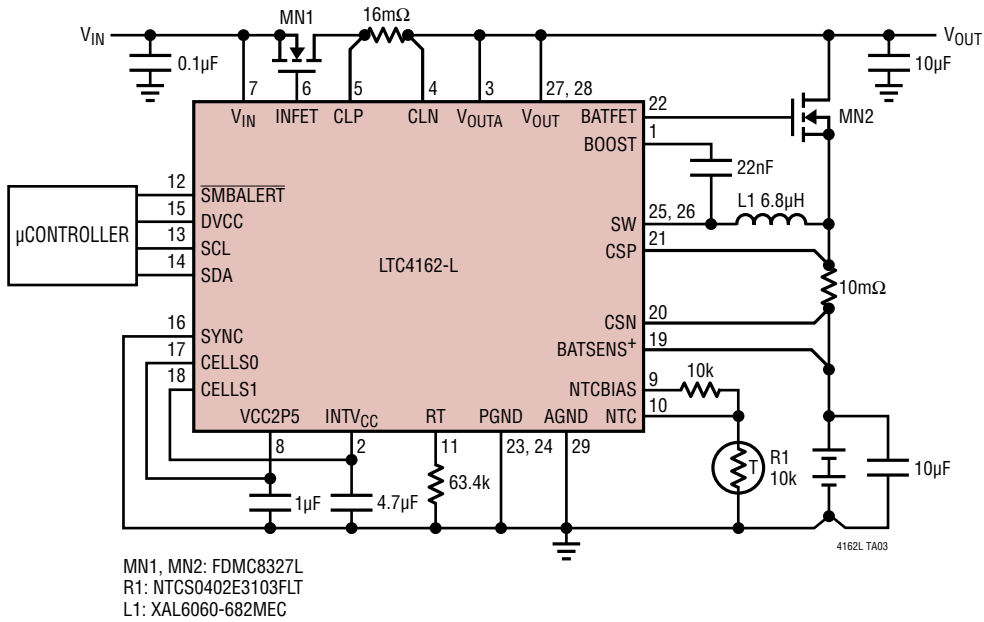 MN1
16mΩ
VIN
VOUT
0.1µF
10µF
7
6
5
4
3
27, 28
VIN
INFET
CLP
CLN
VOUTA
VOUT
BATFET
22
MN2
BOOST
1
22nF
12
SMBALERT
15
DVCC
13
SCL
14
SDA
µCONTROLLER
LTC4162-L
SW
25, 26
L1 6.8µH
CSP
21
10mΩ
CSN
20
BATSENS+
19
16
SYNC
17
CELLS0
18
CELLS1
NTCBIAS
9
10k
NTC
10
VCC2P5
INTVCC
RT
PGND
AGND
8
2
11
23, 24
29
1µF
4.7µF
63.4k
T
R1
10k
10µF
4162L TA03
MN1, MN2: FDMC8327L
R1: NTCS0402E3103FLT
L1: XAL6060-682MEC